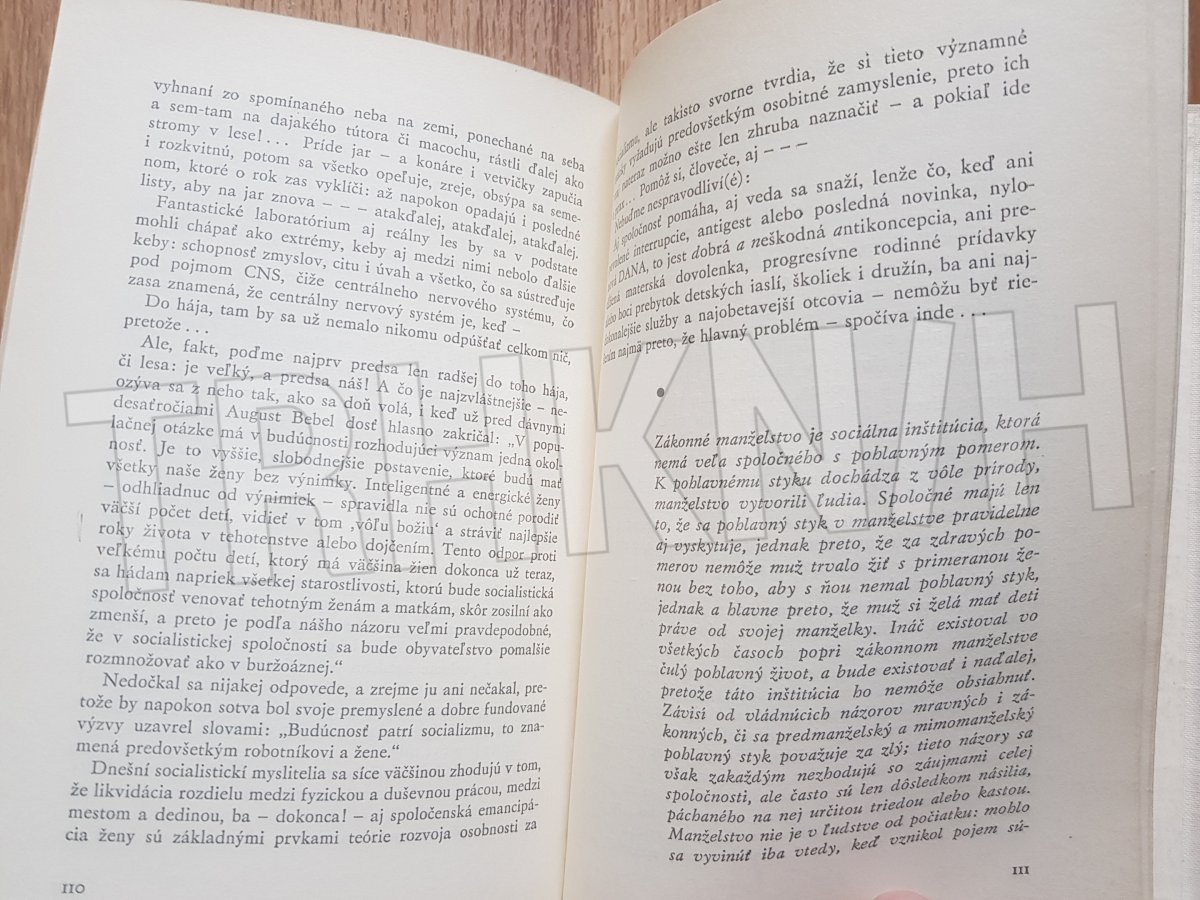 vyhnaní zo spomínaného neba na zemi, ponechané na seba
a sem-tam na dajakého tútora či macochu, rástli ďalej ako
stromy v lese!... Príde jar – a konáre i vetvičky zapučia
i rozkvitnú, potom sa všetko opeľuje, zreje, obsýpa sa seme-
nom, ktoré o rok zas vyklíči: až napokon opadajú i posledné
listy, aby na jar znova – – – atakďalej, atakďalej, atakďalej.
Fantastické laboratórium aj reálny les by sa v podstate
mohli chápať ako extrémy, keby aj medzi nimi nebolo ďalšie
keby: schopnosť zmyslov, citu i úvah a všetko, čo sa sústreďuje
pod pojmom CNS, čiže centrálneho nervového systému, čo
zasa znamená, že centrálny nervový systém je, keď –
Do hája, tam by sa už nemalo nikomu odpúšťať celkom nič,
pretože...
Ale, fakt, poďme najprv predsa len radšej do toho hája,
či lesa: je veľký, a predsa náš! A čo je najzvláštnejšie – ne-
ozýva sa z neho tak, ako sa doň volá, i keď už pred dávnymi
desaťročiami August Bebel dosť hlasno zakričal: „V popu-
lačnej otázke má v budúcnosti rozhodujúci význam jedna okol-
nosť. Je to vyššie, slobodnejšie postavenie, ktoré budú mať
všetky naše ženy bez výnimky. Inteligentné a energické ženy
– odhliadnuc od výnimiek – spravidla nie sú ochotné porodiť
väčší počet detí, vidieť v tom ‚vôľu božiu‘ a stráviť najlepšie
roky života v tehotenstve alebo dojčením. Tento odpor proti
veľkému počtu detí, ktorý má väčšina žien dokonca už teraz,
sa hádam napriek všetkej starostlivosti, ktorú bude socialistická
spoločnosť venovať tehotným ženám a matkám, skôr zosilní ako
zmenší, a preto je podľa nášho názoru veľmi pravdepodobné,
že v socialistickej spoločnosti sa bude obyvateľstvo pomalšie
rozmnožovať ako v buržoáznej.“
Nedočkal sa nijakej odpovede, a zrejme ju ani nečakal, pre-
tože by napokon sotva bol svoje premyslené a dobre fundované
výzvy uzavrel slovami: „Budúcnosť patrí socializmu, to zna-
mená predovšetkým robotníkovi a žene.“
Dnešní socialistickí myslitelia sa síce väčšinou zhodujú v tom,
že likvidácia rozdielu medzi fyzickou a duševnou prácou, medzi
mestom a dedinou, ba – dokonca! – aj spoločenská emancipá-
cia ženy sú základnými prvkami teórie rozvoja osobnosti za
110
ale takisto svorne tvrdia, že si tieto významné
vyžadujú predovšetkým osobitné zamyslenie, preto ich
náteraz možno ešte len zhruba naznačiť – a pokiaľ ide
Pomôž si, človeče, aj – – –
Nebuďme nespravodliví(é):
Aj spoločnosť pomáha, aj veda sa snaží, lenže čo, keď ani
interrupcie, antigest alebo posledná novinka, nylo-
nová DANA, to jest dobrá a neškodná antikoncepcia, ani pre-
dĺžená materská dovolenka, progresívne rodinné prídavky
alebo hoci prebytok detských jaslí, školiek i družín, ba ani naj-
dokonalejšie služby a najobetavejší otcovia – nemôžu byť rie-
šením najmä preto, že hlavný problém – spočíva inde...
•
Zákonné manželstvo je sociálna inštitúcia, ktorá
nemá veľa spoločného s pohlavným pomerom.
K pohlavnému styku dochádza z vôle prírody,
manželstvo vytvorili ľudia. Spoločné majú len
to, že sa pohlavný styk v manželstve pravidelne
aj vyskytuje, jednak preto, že za zdravých po-
merov nemôže muž trvalo žiť s primeranou že-
nou bez toho, aby s ňou nemal pohlavný styk,
jednak a hlavne preto, že muž si želá mať deti
práve od svojej manželky. Ináč existoval vo
všetkých časoch popri zákonnom manželstve
čulý pohlavný život, a bude existovať i naďalej,
pretože táto inštitúcia ho nemôže obsiahnuť.
Závisí od vládnúcich názorov mravných i zá-
konných, či sa predmanželský a mimomanželský
pohlavný styk považuje za zlý; tieto názory sa
však zakaždým nezhodujú so záujmami celej
spoločnosti, ale často sú len dôsledkom násilia,
páchaného na nej určitou triedou alebo kastou.
Manželstvo nie je v ľudstve od počiatku: mohlo
sa vyvinúť iba vtedy, keď vznikol pojem sú-
111
TRHKNIH